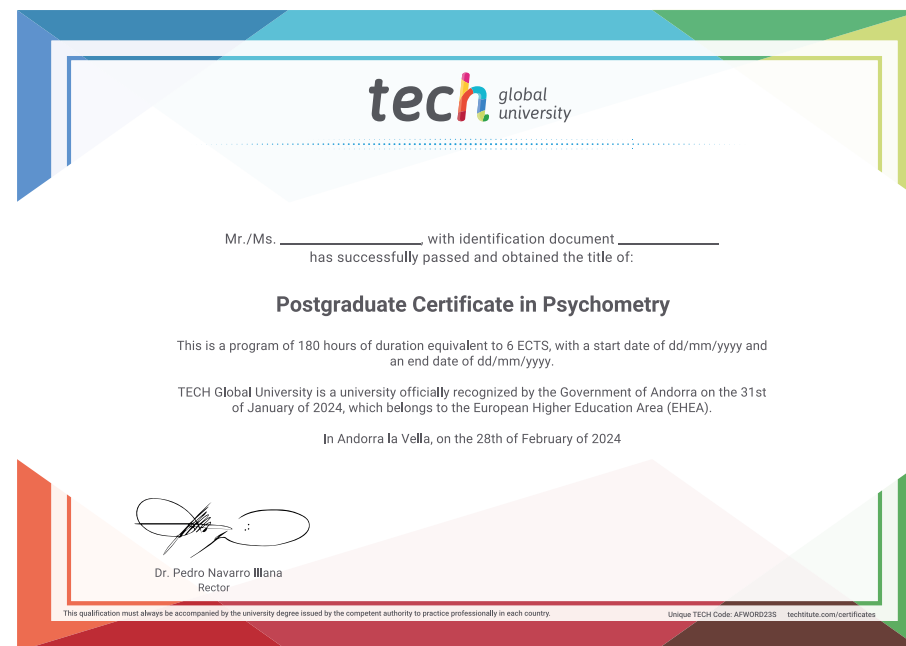 tech global
university
Mr./Ms. ____________, with identification document ____________
has successfully passed and obtained the title of:
Postgraduate Certificate in Psychometry
This is a program of 180 hours of duration equivalent to 6 ECTS, with a start date of dd/mm/yyyy and
an end date of dd/mm/yyyy.
TECH Global University is a university officially recognized by the Government of Andorra on the 31st
of January of 2024, which belongs to the European Higher Education Area (EHEA).
In Andorra la Vella, on the 28th of February of 2024
Dr. Pedro Navarro Illana
Rector
This qualification must always be accompanied by the university degree issued by the competent authority to practice professionally in each country.
Unique TECH Code: AFWORD23S techtitute.com/certificates